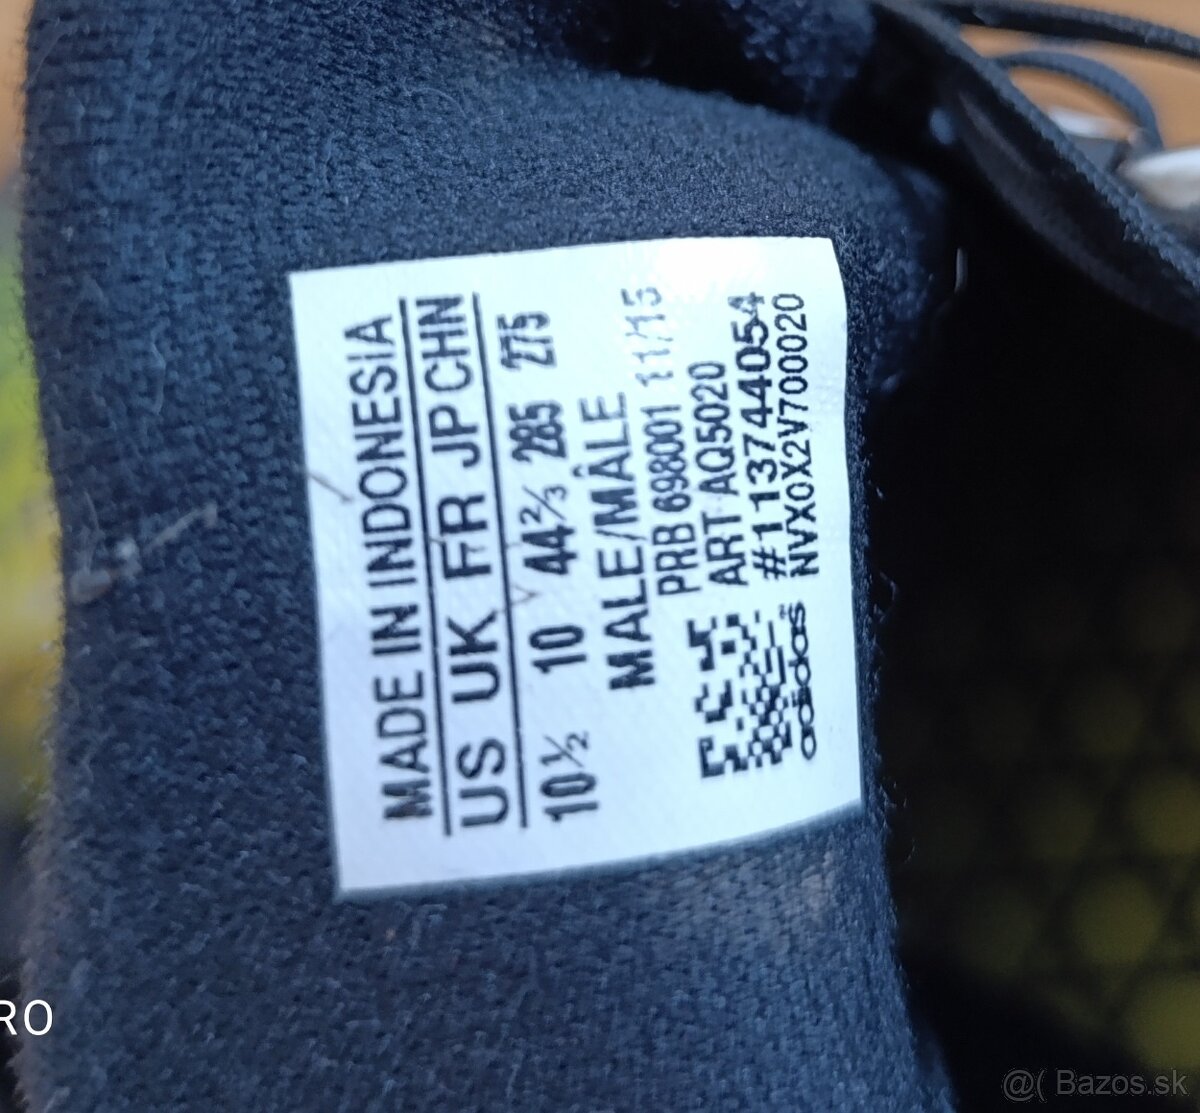 MADE IN INDONESIA
US UK FR JP CHN
10½ 10 44⅔ 285 275
MALE/MÂLE
PRB 698001 11/15
ART AQ5020
#113744054
adidas NVX0X2V700020
RO
@( Bazos.sk